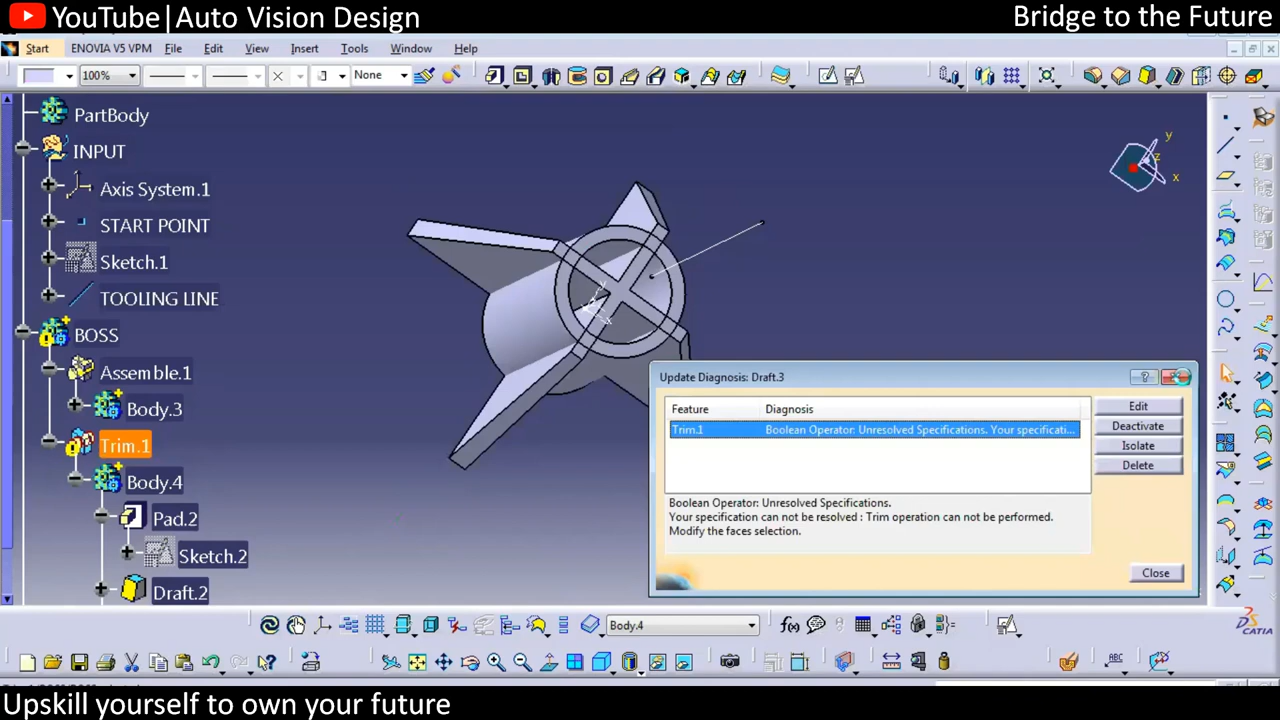 YouTube|Auto Vision Design
Bridge to the Future
Start
ENOVIA V5 VPM
File
Edit
View
Insert
Tools
Window
Help
100%
None
PartBody
INPUT
Axis System.1
START POINT
Sketch.1
TOOLING LINE
BOSS
Assemble.1
Body.3
Trim.1
Body.4
Pad.2
Sketch.2
Draft.2
y
z
x
Update Diagnosis: Draft.3
Feature
Diagnosis
Trim.1
Boolean Operator: Unresolved Specifications. Your specificati...
Edit
Deactivate
Isolate
Delete
Boolean Operator: Unresolved Specifications.
Your specification can not be resolved : Trim operation can not be performed.
Modify the faces selection.
Close
Body.4
f(x)
ABC
CATIA
Upskill yourself to own your future